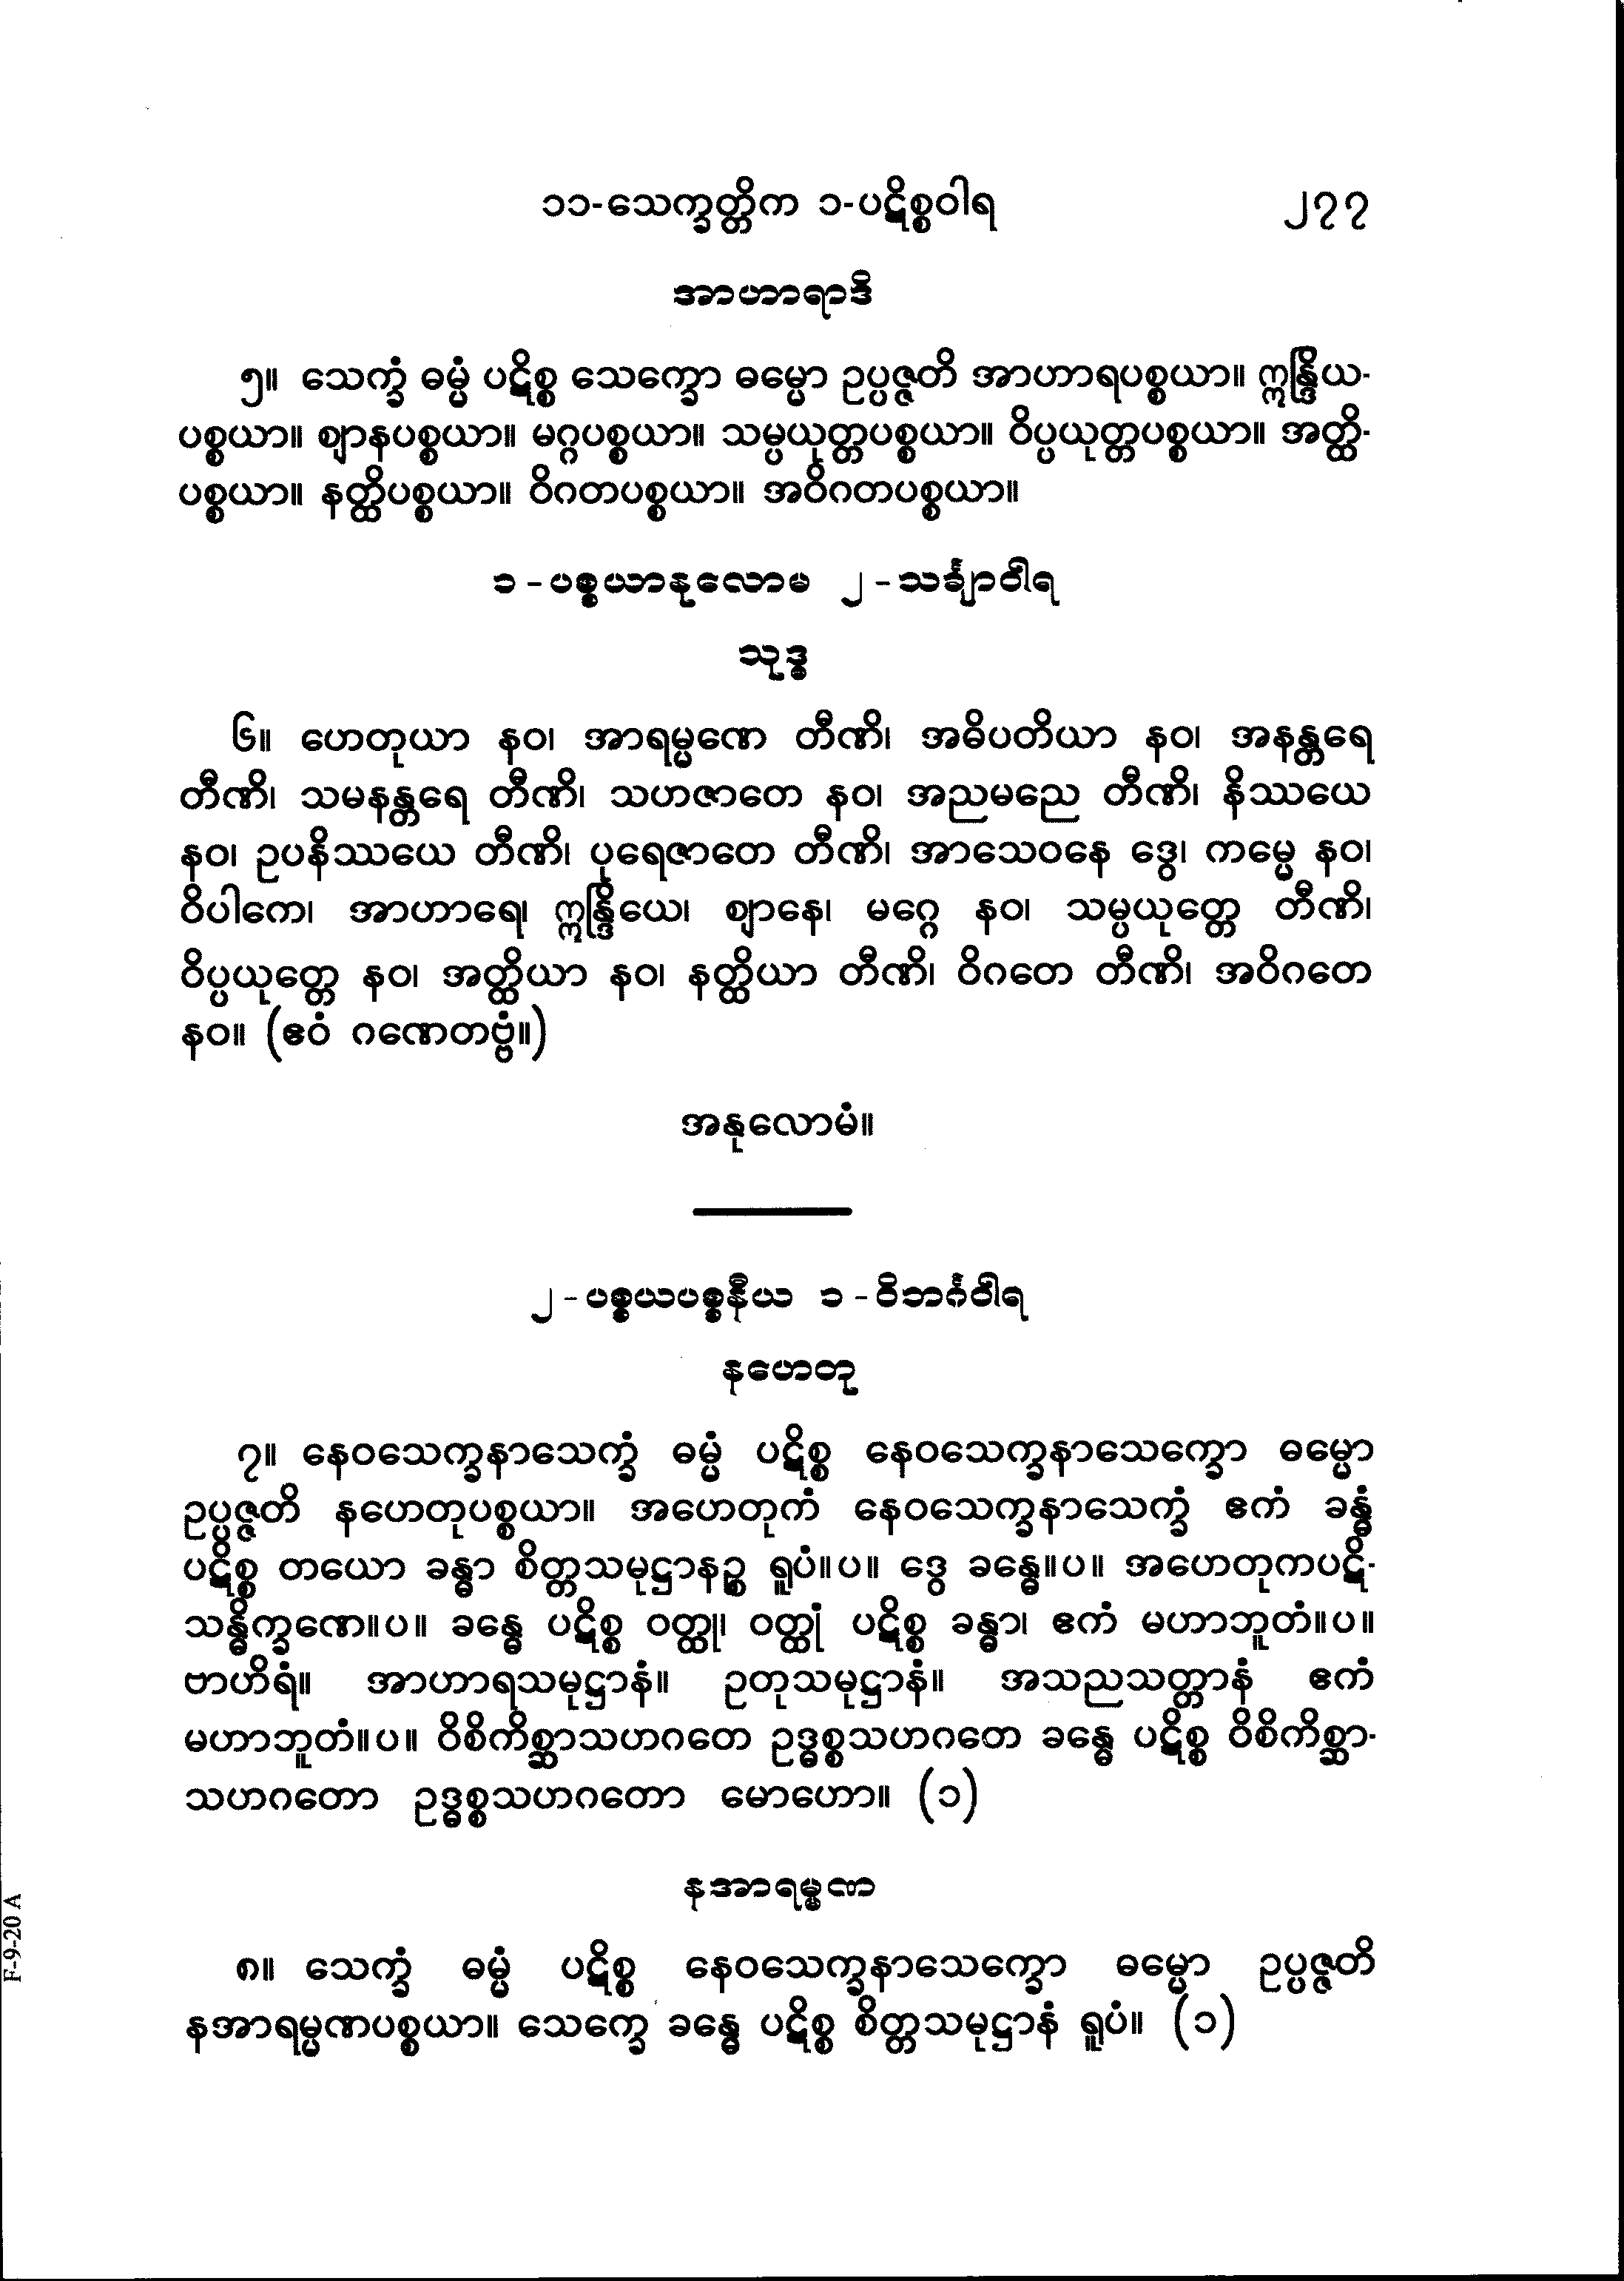 ၁၁-သေက္ခတ္တိက ၁-ပဋိစ္စဝါရ ၂၇၇
အာဟာရာဒိ
၅။ သေက္ခံ ဓမ္မံ ပဋိစ္စ သေက္ခော ဓမ္မော ဥပ္ပဇ္ဇတိ အာဟာရပစ္စယာ။ ဣန္ဒြိယ-
ပစ္စယာ။ ဈာနပစ္စယာ။ မဂ္ဂပစ္စယာ။ သမ္ပယုတ္တပစ္စယာ။ ဝိပ္ပယုတ္တပစ္စယာ။ အတ္ထိ-
ပစ္စယာ။ နတ္ထိပစ္စယာ။ ဝိဂတပစ္စယာ။ အဝိဂတပစ္စယာ။
၁-ပစ္စယာနုလောမ ၂-သင်္ချာဝါရ
သုဒ္ဓ
၆။ ဟေတုယာ နဝ၊ အာရမ္မဏေ တီဏိ၊ အဓိပတိယာ နဝ၊ အနန္တရေ
တီဏိ၊ သမနန္တရေ တီဏိ၊ သဟဇာတေ နဝ၊ အညမညေ တီဏိ၊ နိဿယေ
နဝ၊ ဥပနိဿယေ တီဏိ၊ ပုရေဇာတေ တီဏိ၊ အာသေဝနေ ဒွေ၊ ကမ္မေ နဝ၊
ဝိပါကေ၊ အာဟာရေ၊ ဣန္ဒြိယေ၊ ဈာနေ၊ မဂ္ဂေ နဝ၊ သမ္ပယုတ္တေ တီဏိ၊
ဝိပ္ပယုတ္တေ နဝ၊ အတ္ထိယာ နဝ၊ နတ္ထိယာ တီဏိ၊ ဝိဂတေ တီဏိ၊ အဝိဂတေ
နဝ။ (ဧဝံ ဂဏေတဗ္ဗံ။)
အနုလောမံ။
၂-ပစ္စယပစ္စနီယ ၁-ဝိဘင်္ဂဝါရ
နဟေတု
၇။ နေဝသေက္ခနာသေက္ခံ ဓမ္မံ ပဋိစ္စ နေဝသေက္ခနာသေက္ခော ဓမ္မော
ဥပ္ပဇ္ဇတိ နဟေတုပစ္စယာ။ အဟေတုကံ နေဝသေက္ခနာသေက္ခံ ဧကံ ခန္ဓံ
ပဋိစ္စ တယော ခန္ဓာ စိတ္တသမုဋ္ဌာနဉ္စ ရူပံ။ပ။ ဒွေ ခန္ဓေ။ပ။ အဟေတုကပဋိ-
သန္ဓိက္ခဏေ။ပ။ ခန္ဓေ ပဋိစ္စ ဝတ္ထု၊ ဝတ္ထုံ ပဋိစ္စ ခန္ဓာ၊ ဧကံ မဟာဘူတံ။ပ။
ဗာဟိရံ။ အာဟာရသမုဋ္ဌာနံ။ ဥတုသမုဋ္ဌာနံ။ အသညသတ္တာနံ ဧကံ
မဟာဘူတံ။ပ။ ဝိစိကိစ္ဆာသဟဂတေ ဥဒ္ဓစ္စသဟဂတေ ခန္ဓေ ပဋိစ္စ ဝိစိကိစ္ဆာ-
သဟဂတော ဥဒ္ဓစ္စသဟဂတော မောဟော။ (၁)
နအာရမ္မဏ
၈။ သေက္ခံ ဓမ္မံ ပဋိစ္စ နေဝသေက္ခနာသေက္ခော ဓမ္မော ဥပ္ပဇ္ဇတိ
နအာရမ္မဏပစ္စယာ။ သေက္ခေ ခန္ဓေ ပဋိစ္စ စိတ္တသမုဋ္ဌာနံ ရူပံ။ (၁)
F-9-20 A